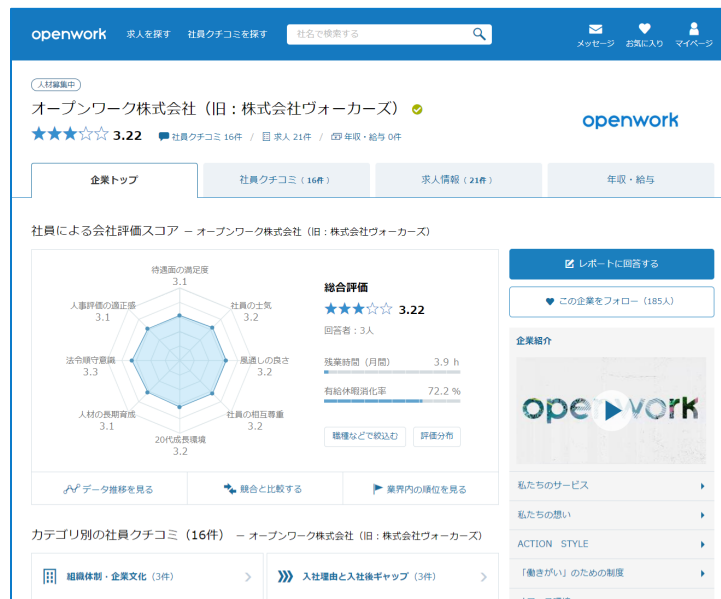 openwork 求人を探す 社員クチコミを探す 社名で検索する メッセージ お気に入り マイページ
人材募集中
オープンワーク株式会社（旧：株式会社ヴォーカーズ）
openwork
3.22 社員クチコミ 16件 / 求人 21件 / 年収・給与 0件
企業トップ 社員クチコミ（16件） 求人情報（21件） 年収・給与
社員による会社評価スコア － オープンワーク株式会社（旧：株式会社ヴォーカーズ）
待遇面の満足度
3.1
社員の士気
3.2
風通しの良さ
3.2
社員の相互尊重
3.2
20代成長環境
3.2
人材の長期育成
3.1
法令順守意識
3.3
人事評価の適正感
3.1
総合評価
3.22
回答者：3人
残業時間（月間） 3.9 h
有給休暇消化率 72.2 %
職種などで絞込む 評価分布
データ推移を見る 競合と比較する 業界内の順位を見る
レポートに回答する
この企業をフォロー（185人）
企業紹介
openwork
私たちのサービス
私たちの想い
ACTION STYLE
「働きがい」のための制度
カテゴリ別の社員クチコミ（16件） － オープンワーク株式会社（旧：株式会社ヴォーカーズ）
組織体制・企業文化（3件） 入社理由と入社後ギャップ（3件）